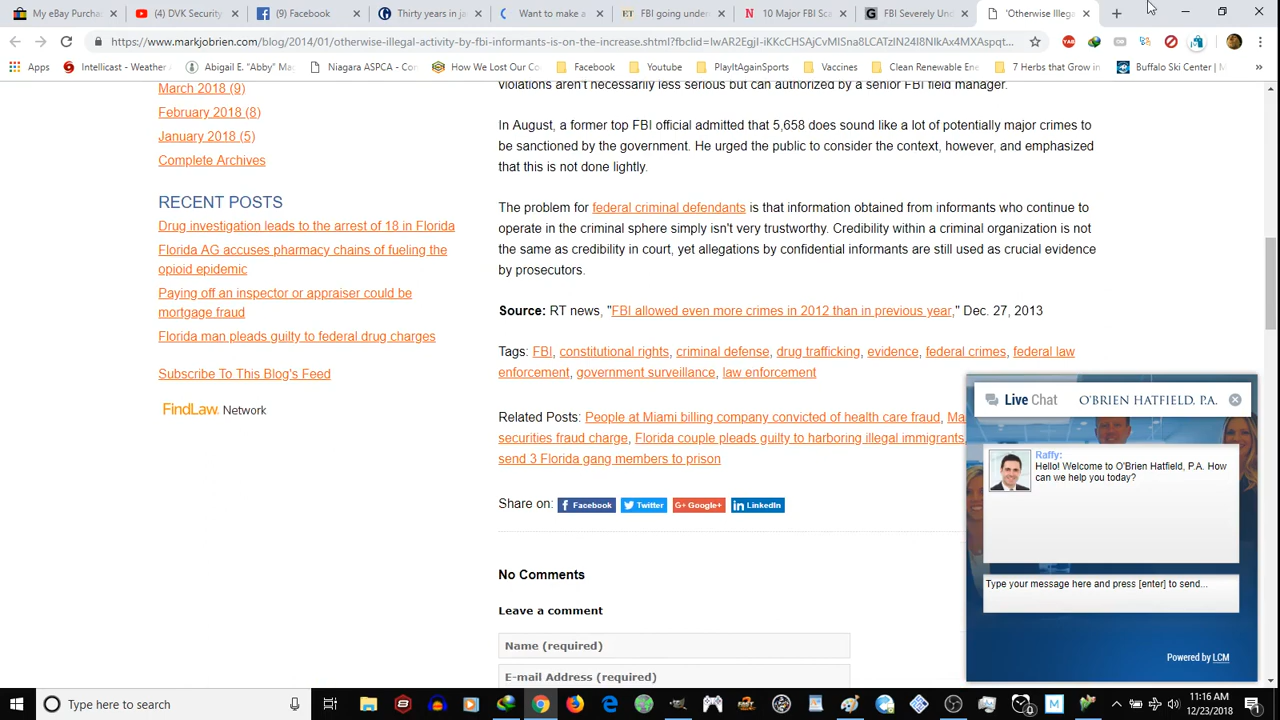 My eBay Purcha
(4) DVK Security
(9) Facebook
Thirty years in ja
Want to make a
FBI going under
10 Major FBI Sca
FBI Severely Un
'Otherwise Illega
https://www.markjobrien.com/blog/2014/01/otherwise-illegal-activity-by-fbi-informants-is-on-the-increase.shtml?fbclid=
Apps
Intellicast - Weather
Abigail E. "Abby" Ma
Niagara ASPCA - Co
How We Lost Our Co
Facebook
Youtube
PlayItAgainSports
Vaccines
Clean Renewable Ene
7 Herbs that Grow in
Buffalo Ski Center | M
»
March 2018 (9)
February 2018 (8)
January 2018 (5)
Complete Archives
RECENT POSTS
Drug investigation leads to the arrest of 18 in Florida
Florida AG accuses pharmacy chains of fueling the
opioid epidemic
Paying off an inspector or appraiser could be
mortgage fraud
Florida man pleads guilty to federal drug charges
Subscribe To This Blog's Feed
FindLaw. Network
violations aren't necessarily less serious but can authorized by a senior FBI field manager.
In August, a former top FBI official admitted that 5,658 does sound like a lot of potentially major crimes to
be sanctioned by the government. He urged the public to consider the context, however, and emphasized
that this is not done lightly.
The problem for federal criminal defendants is that information obtained from informants who continue to
operate in the criminal sphere simply isn't very trustworthy. Credibility within a criminal organization is not
the same as credibility in court, yet allegations by confidential informants are still used as crucial evidence
by prosecutors.
Source: RT news, "FBI allowed even more crimes in 2012 than in previous year," Dec. 27, 2013
Tags: FBI, constitutional rights, criminal defense, drug trafficking, evidence, federal crimes, federal law
enforcement, government surveillance, law enforcement
Related Posts: People at Miami billing company convicted of health care fraud, Ma
securities fraud charge, Florida couple pleads guilty to harboring illegal immigrants,
send 3 Florida gang members to prison
Share on: Facebook Twitter G+ Google+ in LinkedIn
No Comments
Leave a comment
Name (required)
E-mail Address (required)
Live Chat O'BRIEN HATFIELD, P.A.
Raffy:
Hello! Welcome to O'Brien Hatfield, P.A. How
can we help you today?
Type your message here and press [enter] to send...
Powered by LCM
Type here to search
11:16 AM
12/23/2018